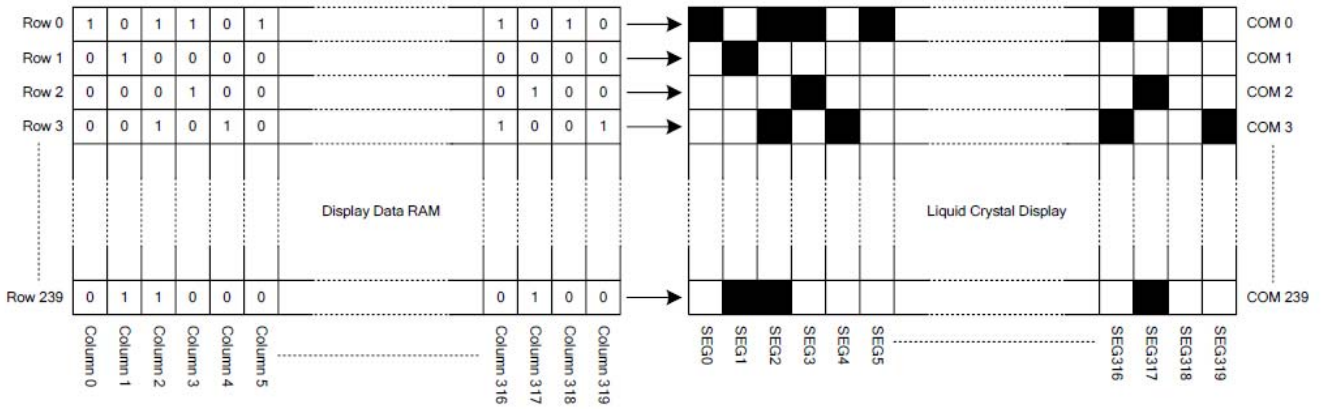 Row 0 1 0 1 1 0 1 1 0 1 0 COM 0
Row 1 0 1 0 0 0 0 0 0 0 0 COM 1
Row 2 0 0 0 1 0 0 0 1 0 0 COM 2
Row 3 0 0 1 0 1 0 1 0 0 1 COM 3
Display Data RAM Liquid Crystal Display
Row 239 0 1 1 0 0 0 0 1 0 0 COM 239
Column 0
Column 1
Column 2
Column 3
Column 4
Column 5
Column 316
Column 317
Column 318
Column 319
SEG0
SEG1
SEG2
SEG3
SEG4
SEG5
SEG316
SEG317
SEG318
SEG319